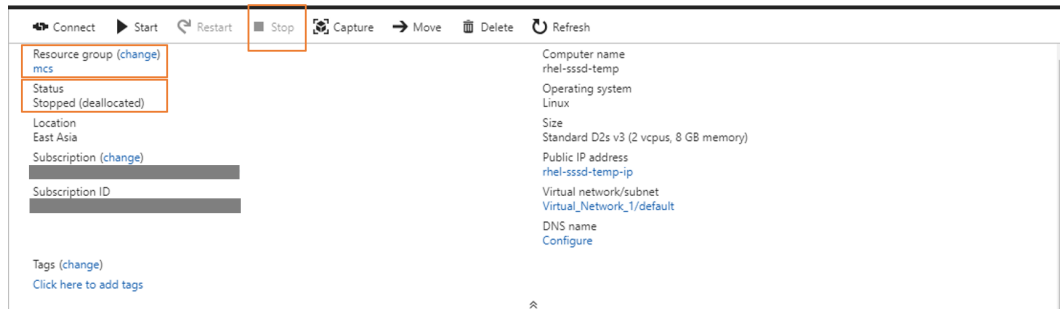 Connect Start Restart Stop Capture Move Delete Refresh
Resource group (change)
mcs
Status
Stopped (deallocated)
Location
East Asia
Subscription (change)
Subscription ID
Tags (change)
Click here to add tags
Computer name
rhel-sssd-temp
Operating system
Linux
Size
Standard D2s v3 (2 vcpus, 8 GB memory)
Public IP address
rhel-sssd-temp-ip
Virtual network/subnet
Virtual_Network_1/default
DNS name
Configure